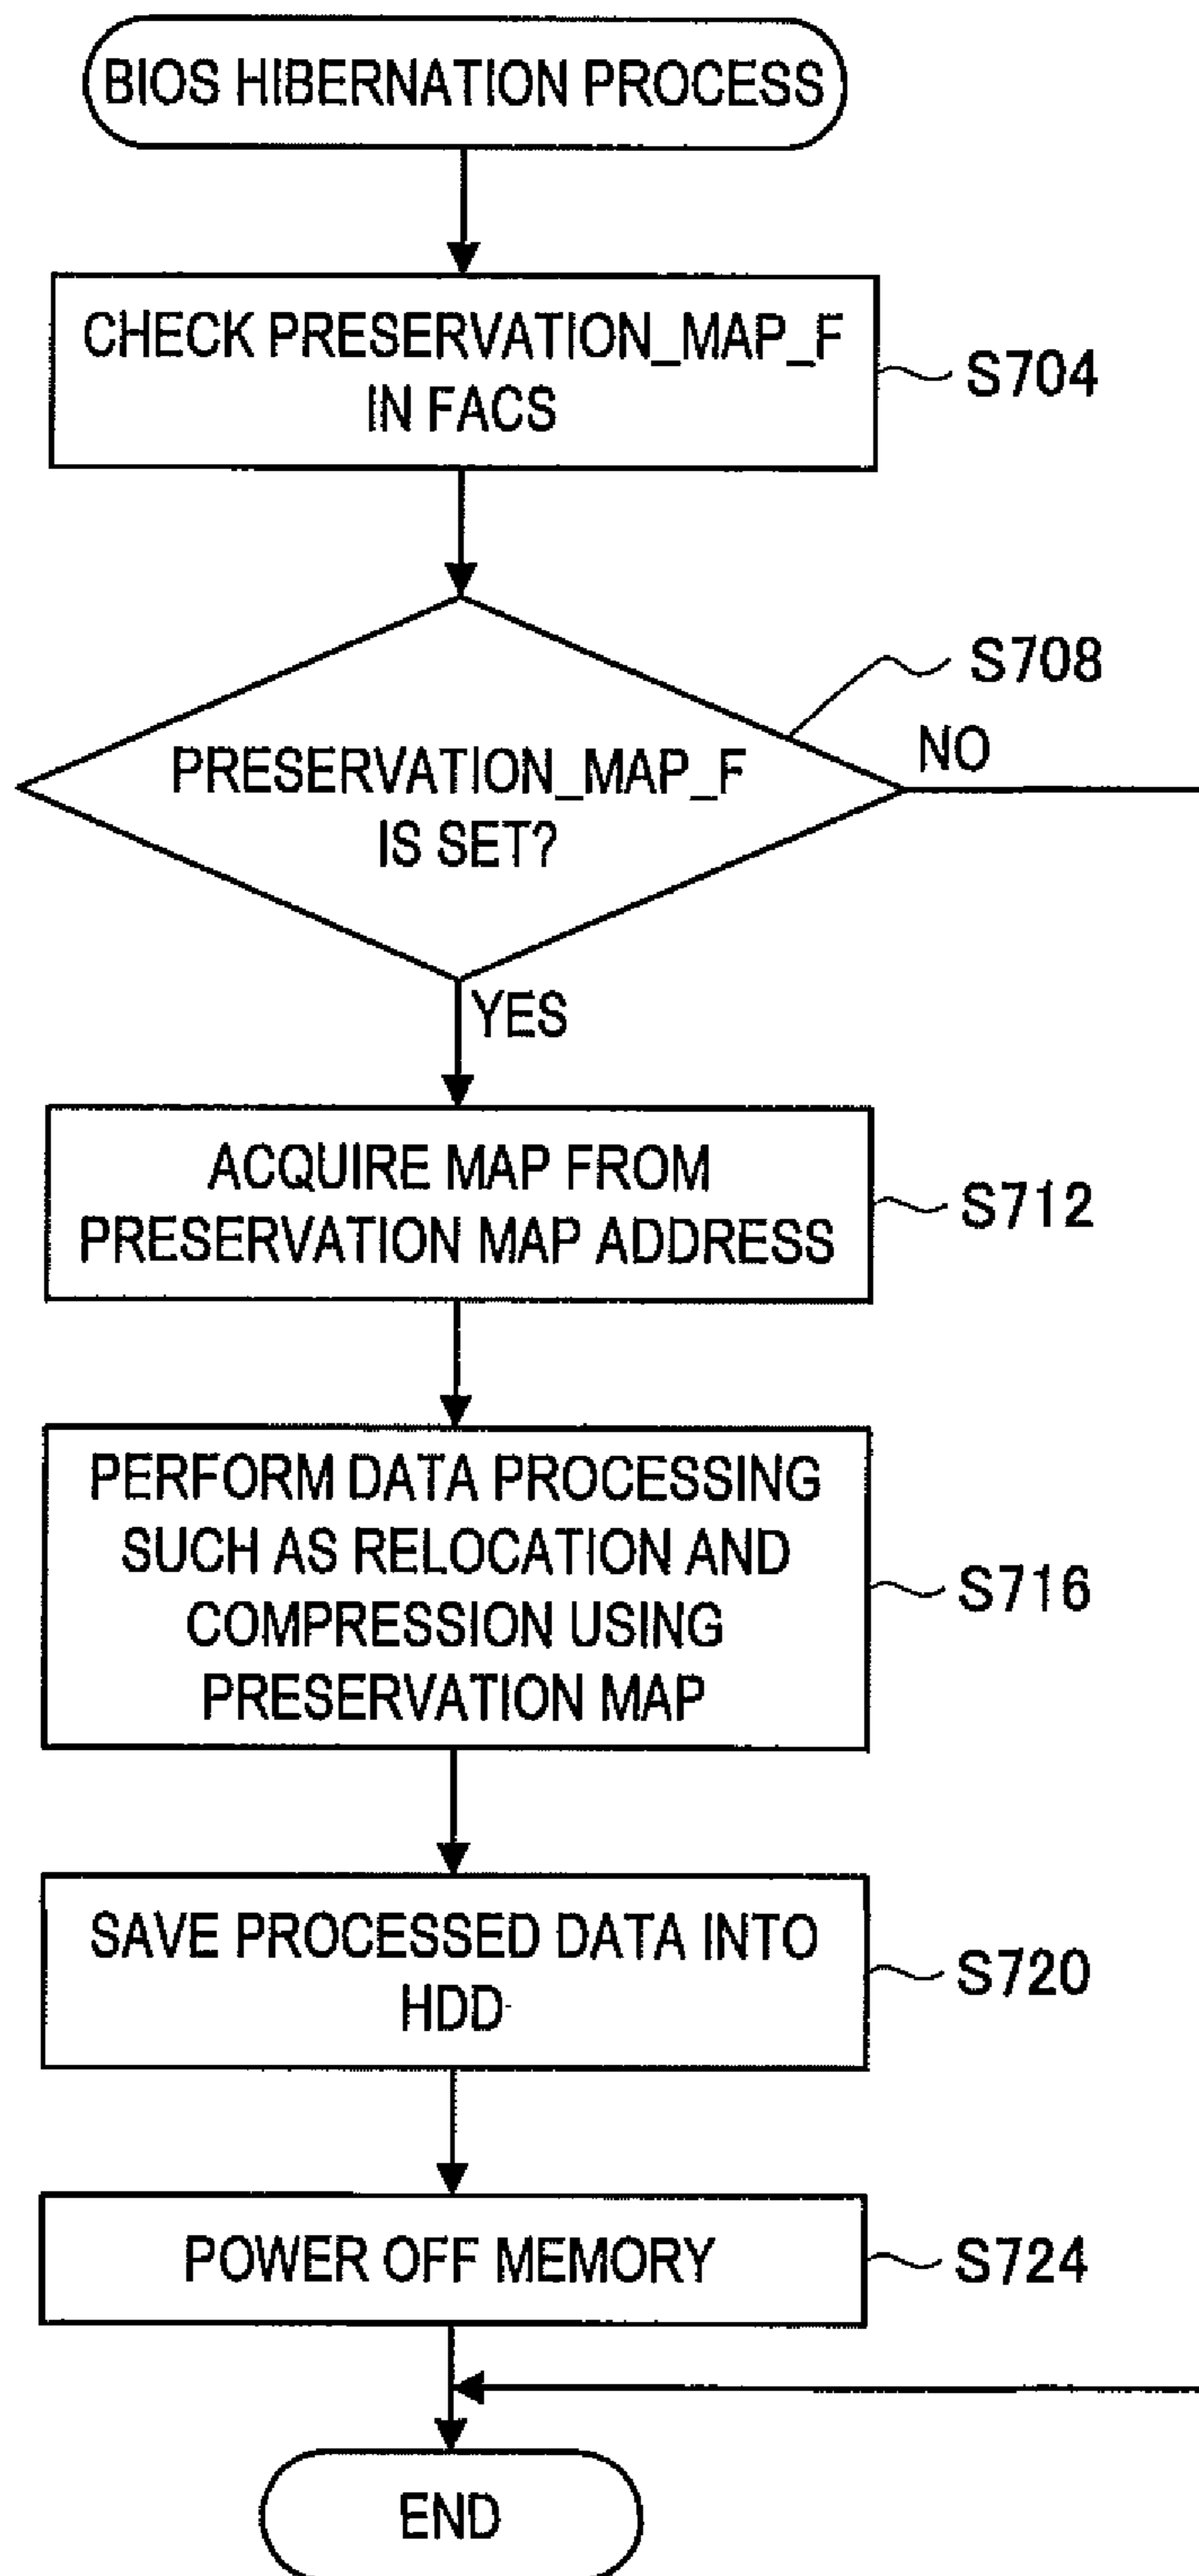 BIOS HIBERNATION PROCESS
CHECK PRESERVATION_MAP_F
IN FACS
S704
S708
NO
PRESERVATION_MAP_F
IS SET?
YES
ACQUIRE MAP FROM
PRESERVATION MAP ADDRESS
S712
PERFORM DATA PROCESSING
SUCH AS RELOCATION AND
COMPRESSION USING
PRESERVATION MAP
S716
SAVE PROCESSED DATA INTO
HDD
S720
POWER OFF MEMORY
S724
END